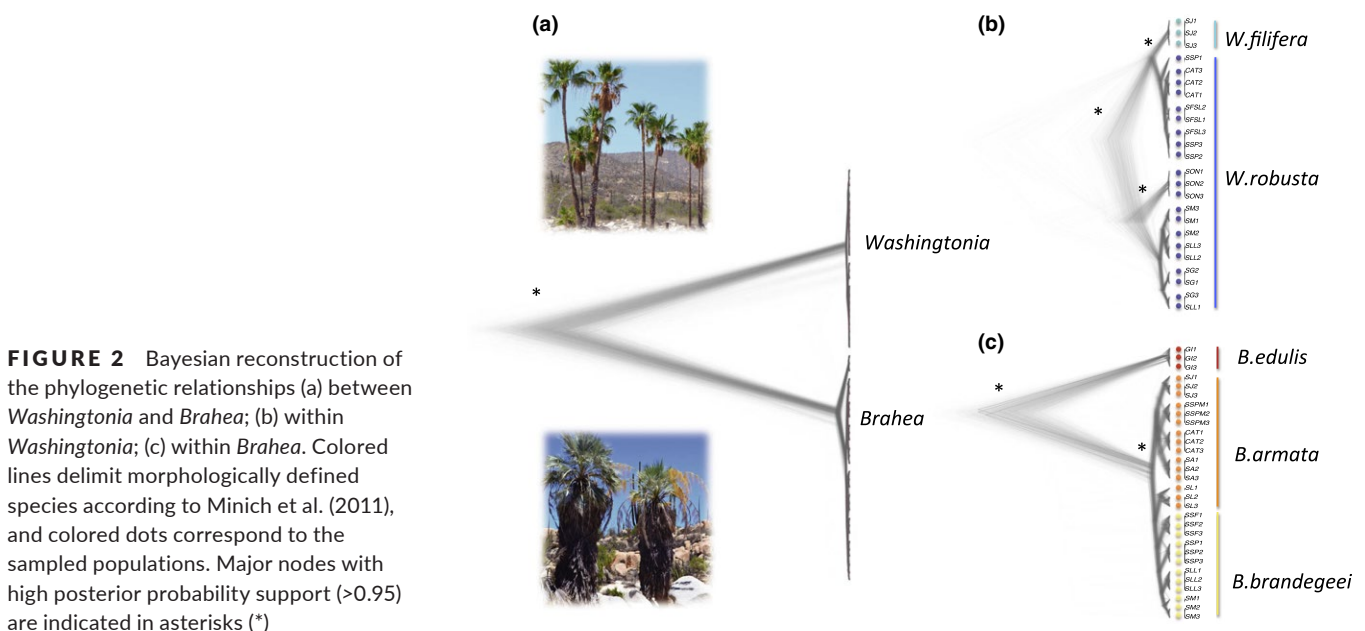 FIGURE 2 Bayesian reconstruction of
the phylogenetic relationships (a) between
Washingtonia and Brahea; (b) within
Washingtonia; (c) within Brahea. Colored
lines delimit morphologically defined
species according to Minich et al. (2011),
and colored dots correspond to the
sampled populations. Major nodes with
high posterior probability support (>0.95)
are indicated in asterisks (*)
(a)
*
Washingtonia
Brahea
(b)
*
*
*
SJ1
SJ2
SJ3
W.filifera
SSP1
CAT3
CAT2
CAT1
SFSL2
SFSL1
SFSL3
SSP3
SSP2
SON1
SON2
SON3
SM3
SM1
SM2
SLL3
SLL2
SG2
SG1
SG3
SLL1
W.robusta
(c)
*
*
GI1
GI2
GI3
B.edulis
SJ1
SJ2
SJ3
SSPM1
SSPM2
SSPM3
CAT1
CAT2
CAT3
SA1
SA2
SA3
SL1
SL2
SL3
B.armata
SSF1
SSF2
SSF3
SSP1
SSP2
SSP3
SLL1
SLL2
SLL3
SM1
SM2
SM3
B.brandegeei